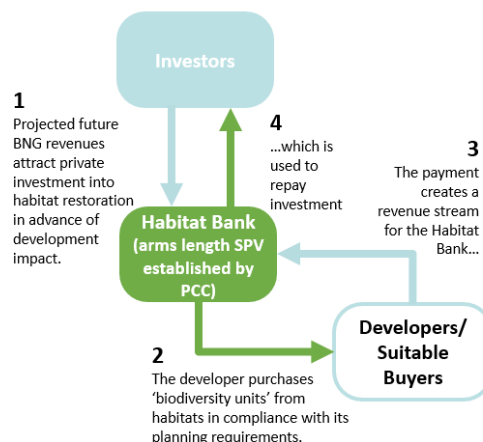 Investors
1
Projected future
BNG revenues
attract private
investment into
habitat restoration
in advance of
development
impact.
4
...which is
used to
repay
investment
3
The payment
creates a
revenue stream
for the Habitat
Bank...
Habitat Bank
(arms length SPV
established by
PCC)
Developers/
Suitable
Buyers
2
The developer purchases
‘biodiversity units’ from
habitats in compliance with its
planning requirements.